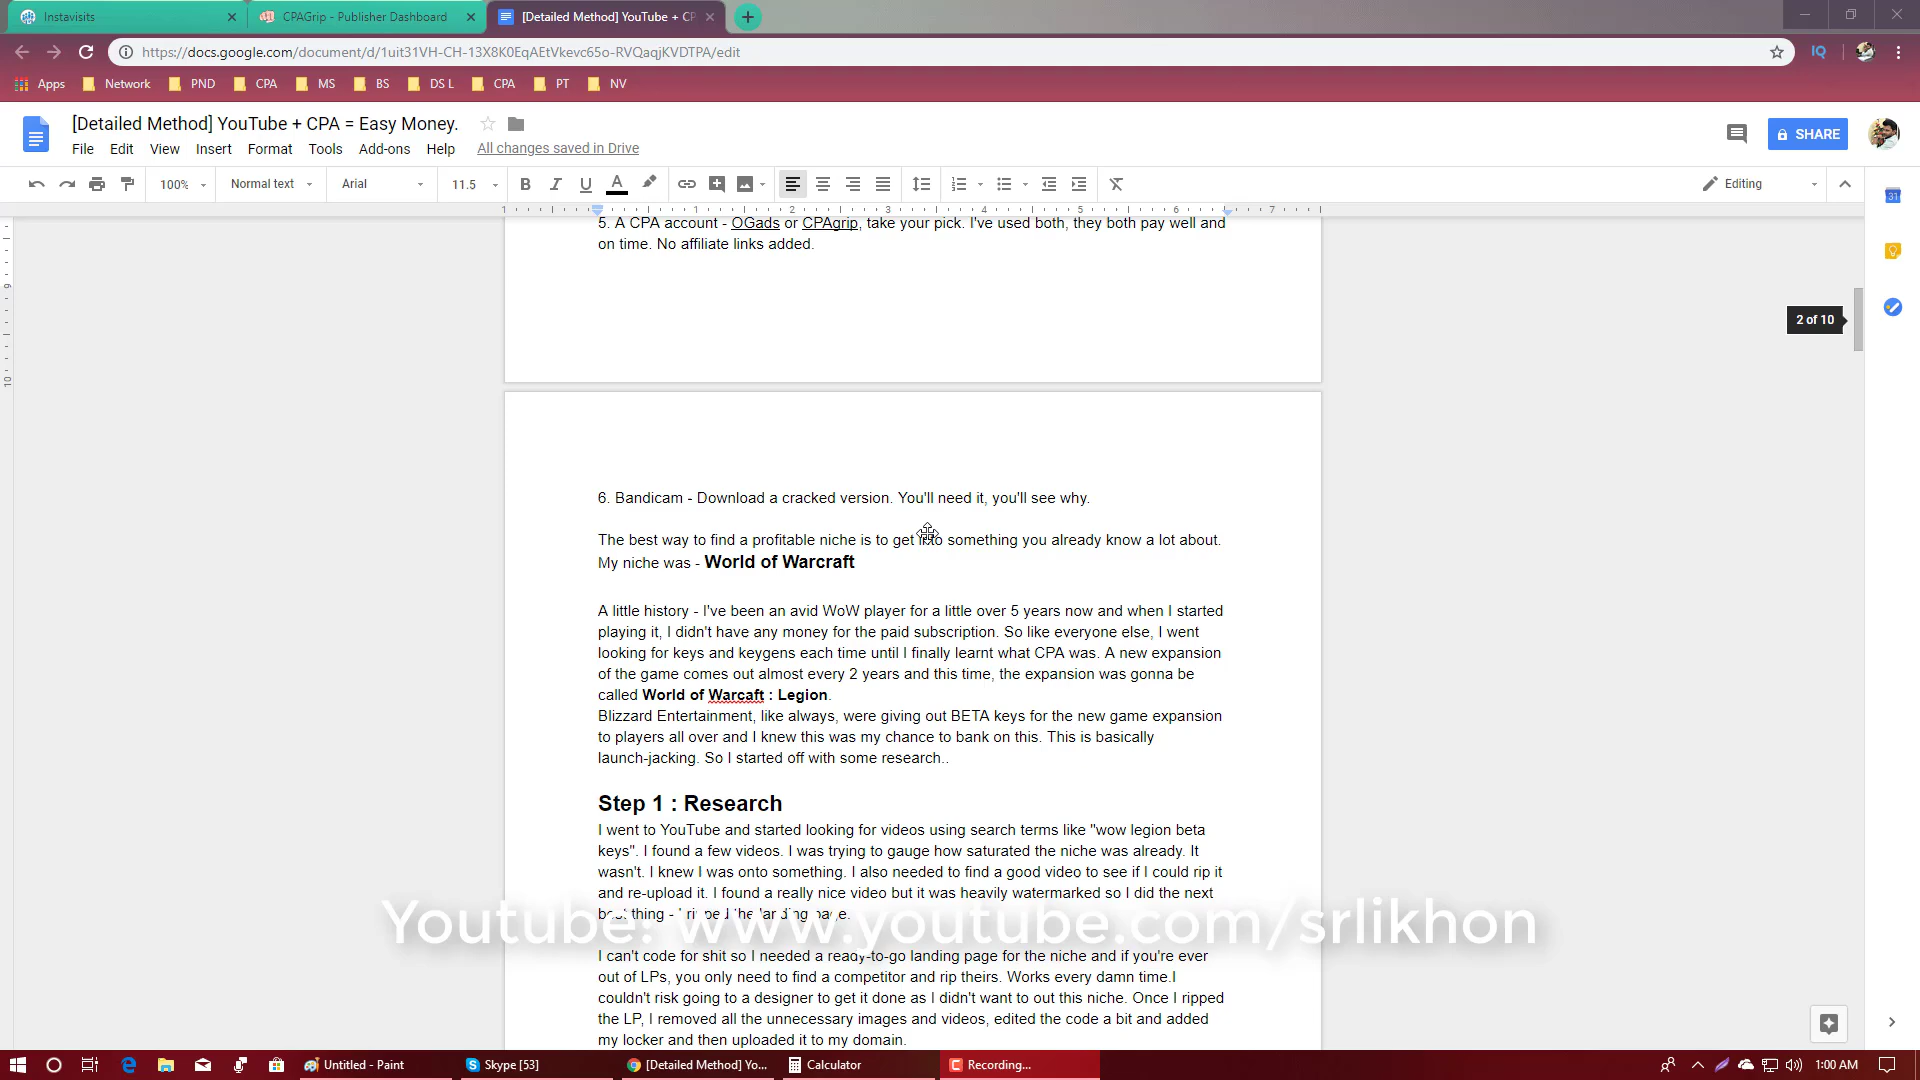 Instavisits
CPAGrip - Publisher Dashboard
[Detailed Method] YouTube + CP
https://docs.google.com/document/d/1uit31VH-CH-13X8K0EqAEtVkevc65o-RVQaqjKVDTPA/edit
IQ
Apps Network PND CPA MS BS DS L CPA PT NV
[Detailed Method] YouTube + CPA = Easy Money.
SHARE
File Edit View Insert Format Tools Add-ons Help All changes saved in Drive
100% Normal text Arial 11.5 B I U A Editing
1 1 2 3 4 5 6 7
31
5. A CPA account - OGads or CPAgrip, take your pick. I've used both, they both pay well and
on time. No affiliate links added.
9
2 of 10
10
6. Bandicam - Download a cracked version. You'll need it, you'll see why.
The best way to find a profitable niche is to get into something you already know a lot about.
My niche was - World of Warcraft
A little history - I've been an avid WoW player for a little over 5 years now and when I started
playing it, I didn't have any money for the paid subscription. So like everyone else, I went
looking for keys and keygens each time until I finally learnt what CPA was. A new expansion
of the game comes out almost every 2 years and this time, the expansion was gonna be
called World of Warcaft : Legion.
Blizzard Entertainment, like always, were giving out BETA keys for the new game expansion
to players all over and I knew this was my chance to bank on this. This is basically
launch-jacking. So I started off with some research..
Step 1 : Research
I went to YouTube and started looking for videos using search terms like "wow legion beta
keys". I found a few videos. I was trying to gauge how saturated the niche was already. It
wasn't. I knew I was onto something. I also needed to find a good video to see if I could rip it
and re-upload it. I found a really nice video but it was heavily watermarked so I did the next
best thing - I ripped the landing page.
Youtube: www.youtube.com/srlikhon
I can't code for shit so I needed a ready-to-go landing page for the niche and if you're ever
out of LPs, you only need to find a competitor and rip theirs. Works every damn time.I
couldn't risk going to a designer to get it done as I didn't want to out this niche. Once I ripped
the LP, I removed all the unnecessary images and videos, edited the code a bit and added
my locker and then uploaded it to my domain.
Untitled - Paint
Skype [53]
[Detailed Method] Yo...
Calculator
Recording...
1:00 AM